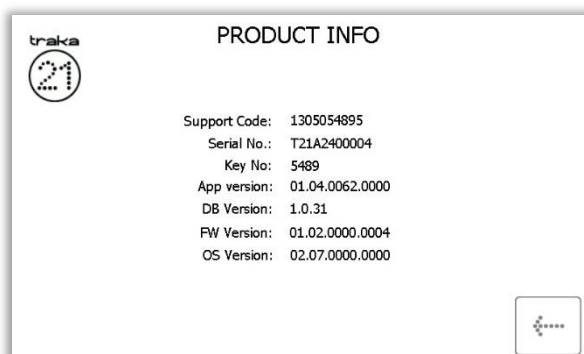 traka
21
PRODUCT INFO
Support Code: 1305054895
Serial No.: T21A2400004
Key No: 5489
App version: 01.04.0062.0000
DB Version: 1.0.31
FW Version: 01.02.0000.0004
OS Version: 02.07.0000.0000